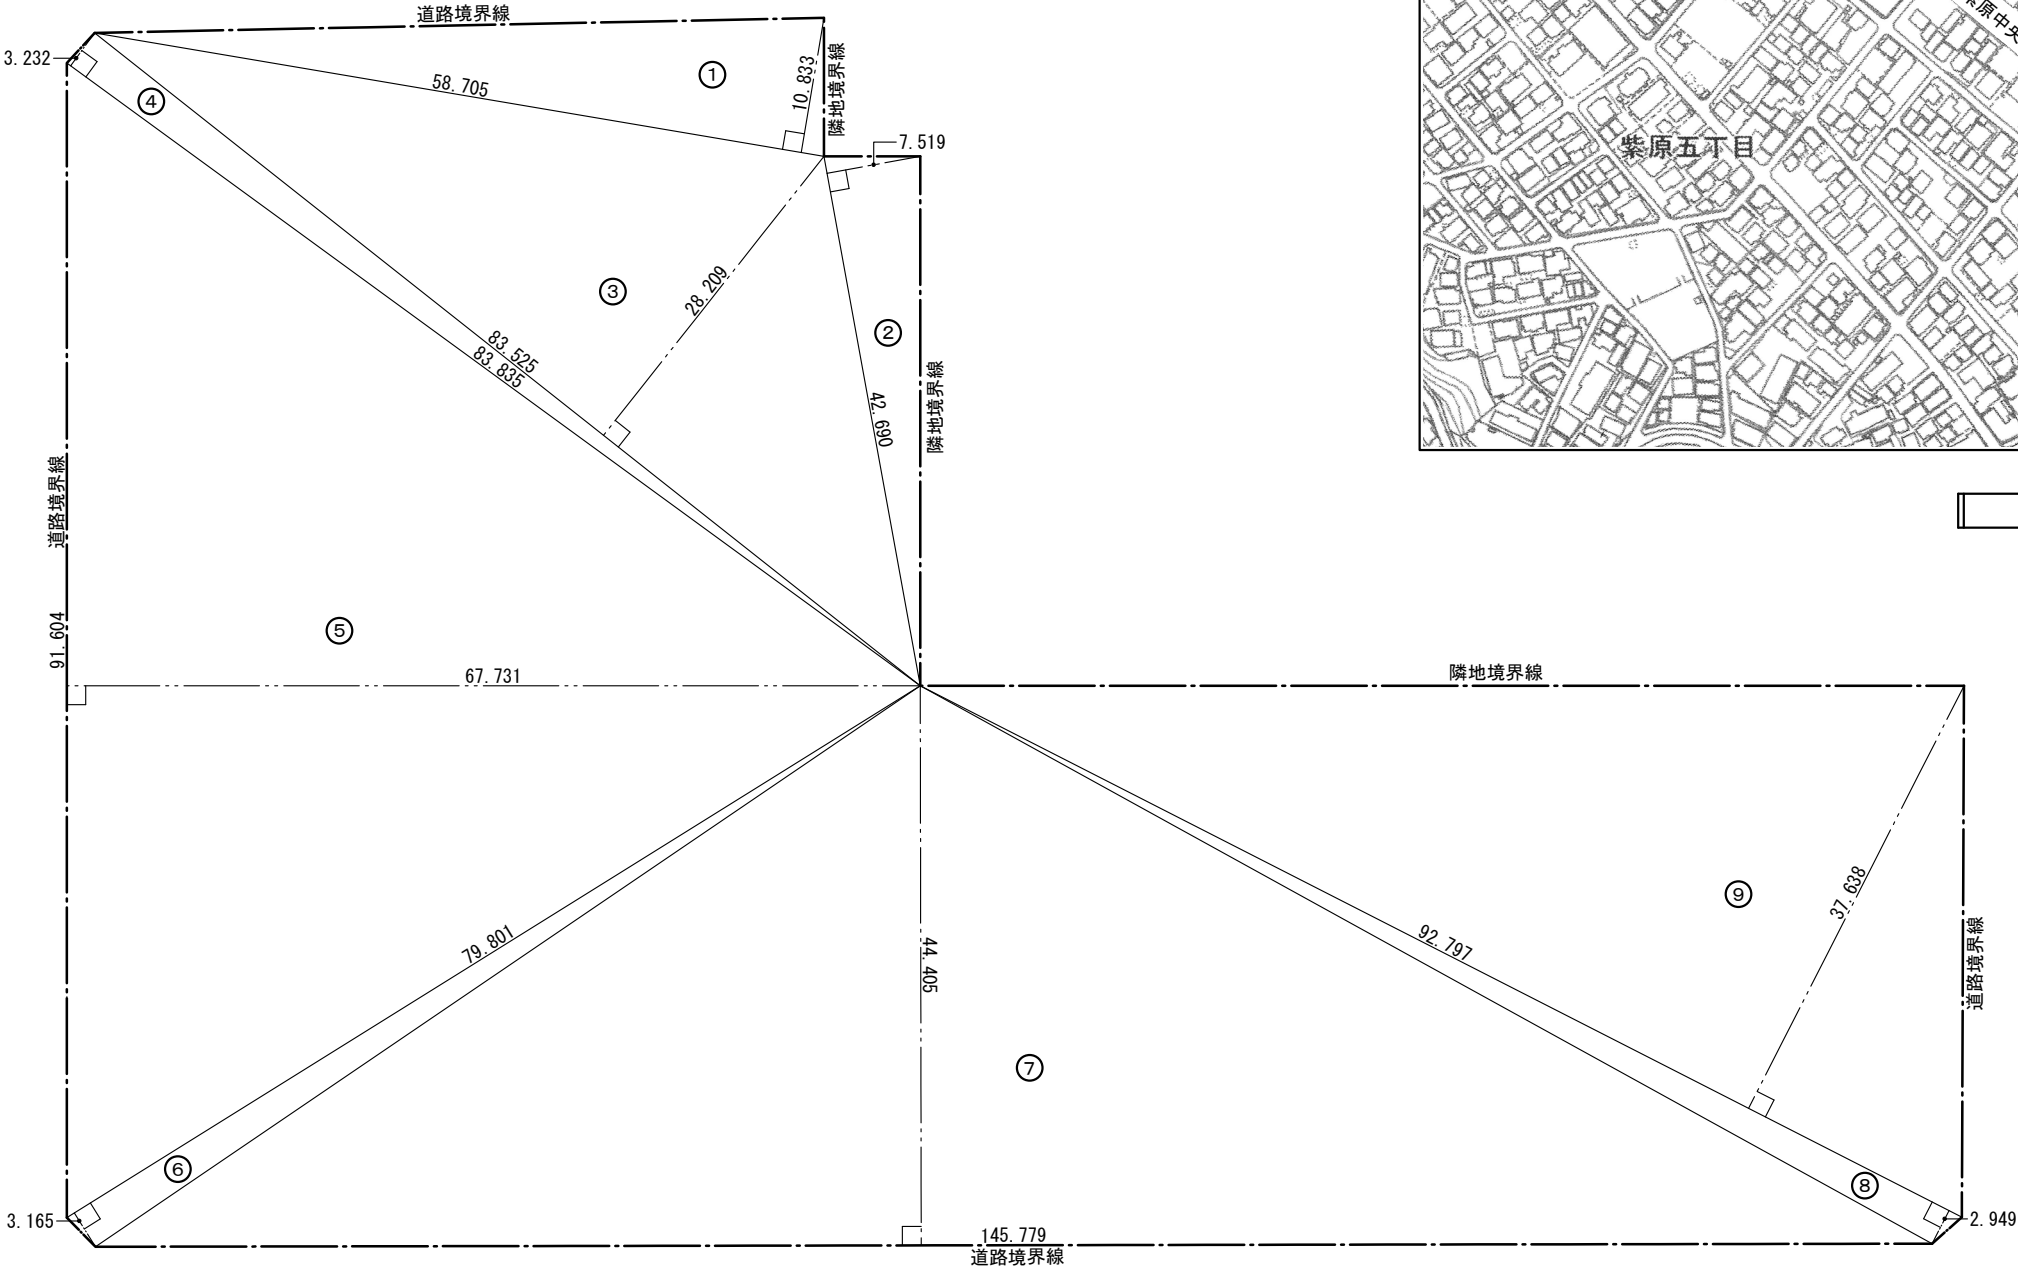 道路境界線
3.232
④
58.705
①
10.833
隣地境界線
7.519
紫原五丁目
原中央
③
28.209
②
83.525
83.835
42.690
隣地境界線
道路境界線
91.604
⑤
67.731
隣地境界線
79.801
44.405
92.797
⑨
37.638
道路境界線
⑦
⑥
⑧
3.165
2.949
145.779
道路境界線